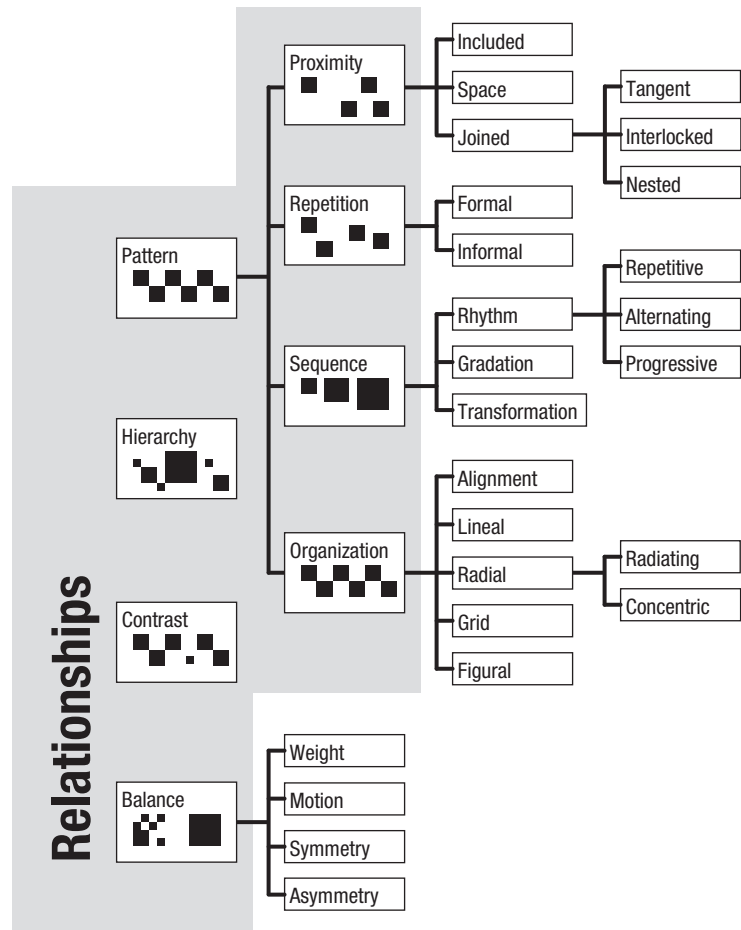 Relationships
Pattern
Proximity
Included
Space
Joined
Tangent
Interlocked
Nested
Repetition
Formal
Informal
Sequence
Rhythm
Repetitive
Alternating
Progressive
Gradation
Transformation
Organization
Alignment
Lineal
Radial
Radiating
Concentric
Grid
Figural
Hierarchy
Contrast
Balance
Weight
Motion
Symmetry
Asymmetry